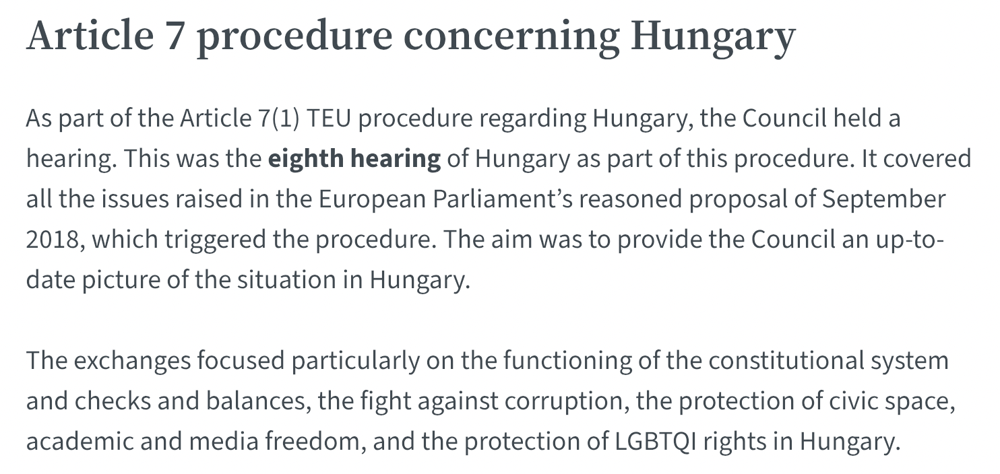 Article 7 procedure concerning Hungary
As part of the Article 7(1) TEU procedure regarding Hungary, the Council held a
hearing. This was the eighth hearing of Hungary as part of this procedure. It covered
all the issues raised in the European Parliament’s reasoned proposal of September
2018, which triggered the procedure. The aim was to provide the Council an up-to-
date picture of the situation in Hungary.
The exchanges focused particularly on the functioning of the constitutional system
and checks and balances, the fight against corruption, the protection of civic space,
academic and media freedom, and the protection of LGBTQI rights in Hungary.